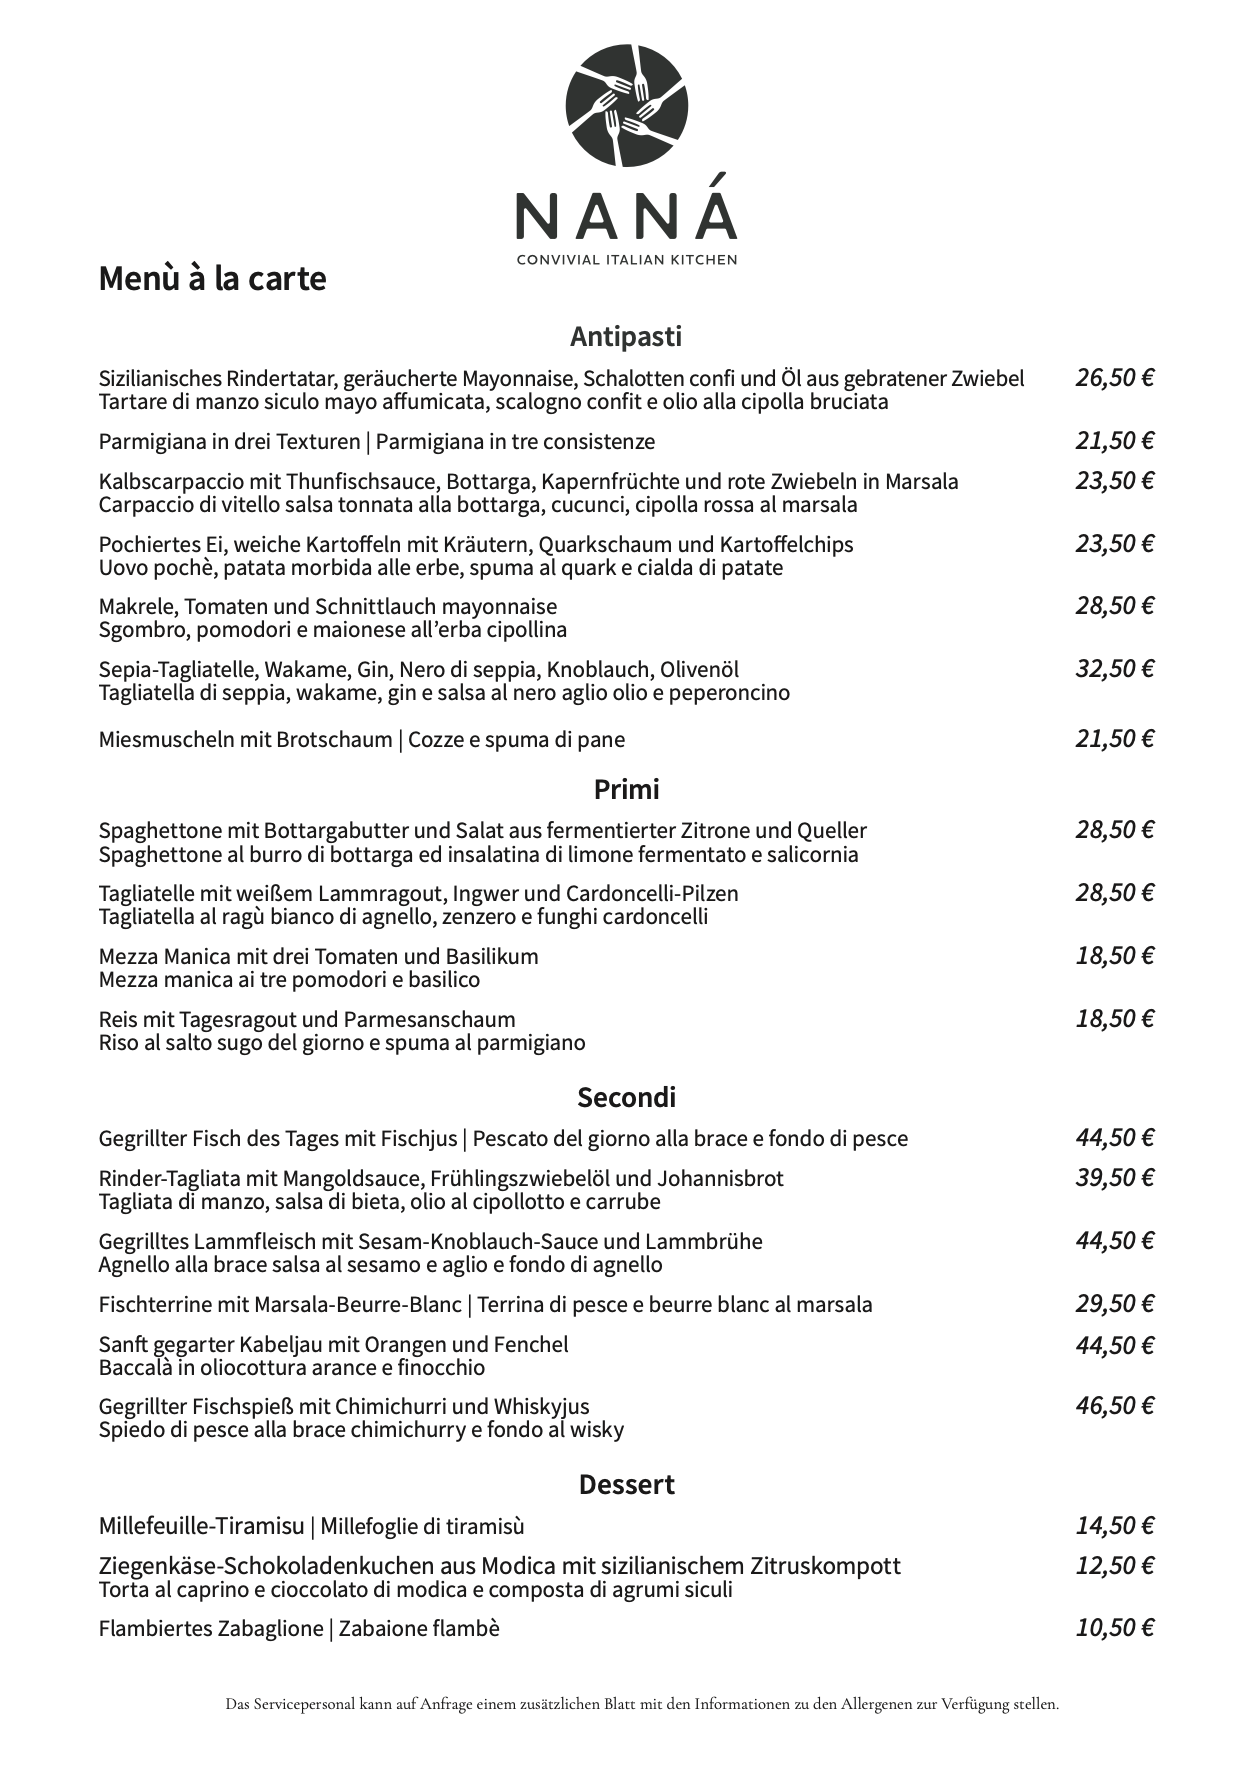 NANÁ
CONVIVIAL ITALIAN KITCHEN
Menù à la carte
Antipasti
Sizilianisches Rindertatar, geräucherte Mayonnaise, Schalotten confi und Öl aus gebratener Zwiebel 26,50 €
Tartare di manzo siculo mayo affumicata, scalogno confit e olio alla cipolla bruciata
Parmigiana in drei Texturen | Parmigiana in tre consistenze 21,50 €
Kalbscarpaccio mit Thunfischsauce, Bottarga, Kapernfrüchte und rote Zwiebeln in Marsala 23,50 €
Carpaccio di vitello salsa tonnata alla bottarga, cucunci, cipolla rossa al marsala
Pochiertes Ei, weiche Kartoffeln mit Kräutern, Quarkschaum und Kartoffelchips 23,50 €
Uovo pochè, patata morbida alle erbe, spuma al quark e cialda di patate
Makrele, Tomaten und Schnittlauch mayonnaise 28,50 €
Sgombro, pomodori e maionese all’erba cipollina
Sepia-Tagliatelle, Wakame, Gin, Nero di seppia, Knoblauch, Olivenöl 32,50 €
Tagliatella di seppia, wakame, gin e salsa al nero aglio olio e peperoncino
Miesmuscheln mit Brotschaum | Cozze e spuma di pane 21,50 €
Primi
Spaghettone mit Bottargabutter und Salat aus fermentierter Zitrone und Queller 28,50 €
Spaghettone al burro di bottarga ed insalatina di limone fermentato e salicornia
Tagliatelle mit weißem Lammragout, Ingwer und Cardoncelli-Pilzen 28,50 €
Tagliatella al ragù bianco di agnello, zenzero e funghi cardoncelli
Mezza Manica mit drei Tomaten und Basilikum 18,50 €
Mezza manica ai tre pomodori e basilico
Reis mit Tagesragout und Parmesanschaum 18,50 €
Riso al salto sugo del giorno e spuma al parmigiano
Secondi
Gegrillter Fisch des Tages mit Fischjus | Pescato del giorno alla brace e fondo di pesce 44,50 €
Rinder-Tagliata mit Mangoldsauce, Frühlingszwiebelöl und Johannisbrot 39,50 €
Tagliata di manzo, salsa di bieta, olio al cipollotto e carrube
Gegrilltes Lammfleisch mit Sesam-Knoblauch-Sauce und Lammbrühe 44,50 €
Agnello alla brace salsa al sesamo e aglio e fondo di agnello
Fischterrine mit Marsala-Beurre-Blanc | Terrina di pesce e beurre blanc al marsala 29,50 €
Sanft gegarter Kabeljau mit Orangen und Fenchel 44,50 €
Baccalà in oliocottura arance e finocchio
Gegrillter Fischspieß mit Chimichurri und Whiskyjus 46,50 €
Spiedo di pesce alla brace chimichurry e fondo al wisky
Dessert
Millefeuille-Tiramisu | Millefoglie di tiramisù 14,50 €
Ziegenkäse-Schokoladenkuchen aus Modica mit sizilianischem Zitruskompott 12,50 €
Torta al caprino e cioccolato di modica e composta di agrumi siculi
Flambiertes Zabaglione | Zabaione flambè 10,50 €
Das Servicepersonal kann auf Anfrage einem zusätzlichen Blatt mit den Informationen zu den Allergenen zur Verfügung stellen.